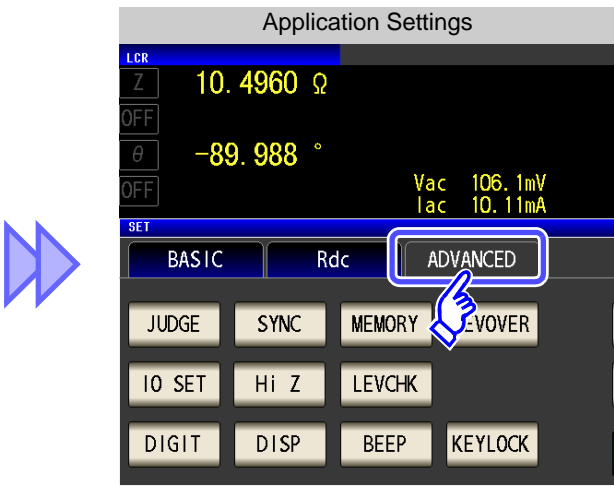 Application Settings
LCR
Z 10.4960 Ω
OFF
θ -89.988 °
OFF
Vac 106.1mV
Iac 10.11mA
SET
BASIC Rdc ADVANCED
JUDGE SYNC MEMORY EVOVER
IO SET Hi Z LEVCHK
DIGIT DISP BEEP KEYLOCK